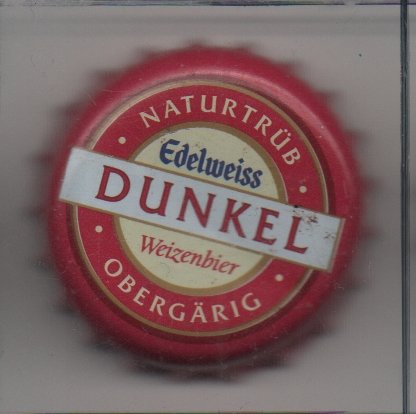 NATURTRÜB
Edelweiss
DUNKEL
Weizenbier
OBERGÄRIG